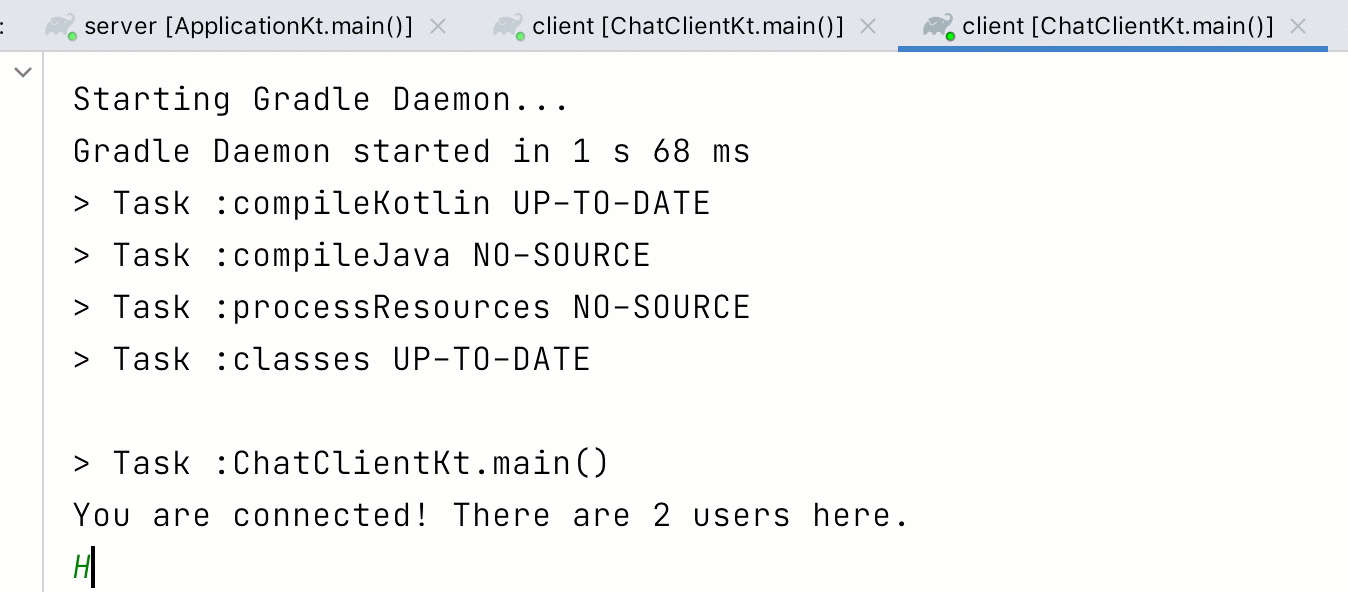 : server [ApplicationKt.main()] client [ChatClientKt.main()] client [ChatClientKt.main()]
Starting Gradle Daemon...
Gradle Daemon started in 1 s 68 ms
> Task :compileKotlin UP-TO-DATE
> Task :compileJava NO-SOURCE
> Task :processResources NO-SOURCE
> Task :classes UP-TO-DATE
> Task :ChatClientKt.main()
You are connected! There are 2 users here.
H